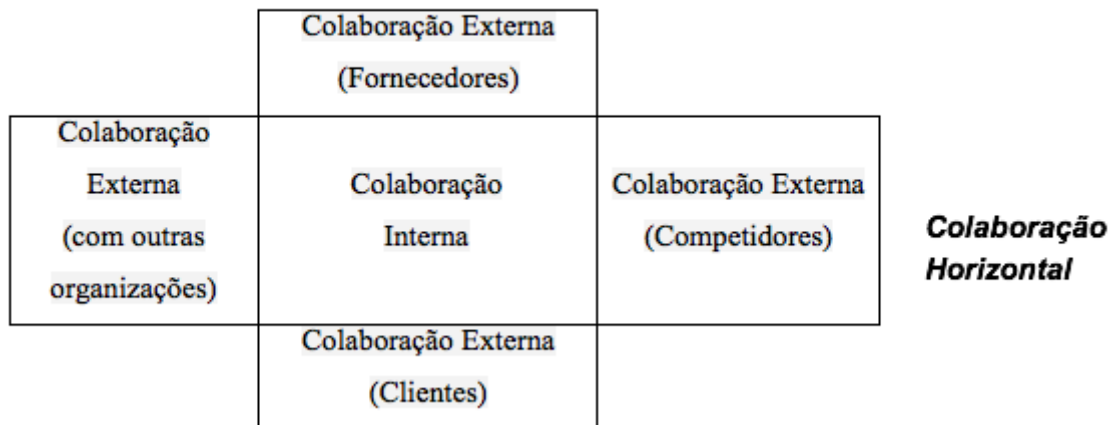 Colaboração Externa
(Fornecedores)
Colaboração
Externa
(com outras
organizações)
Colaboração
Interna
Colaboração Externa
(Competidores)
Colaboração
Horizontal
Colaboração Externa
(Clientes)